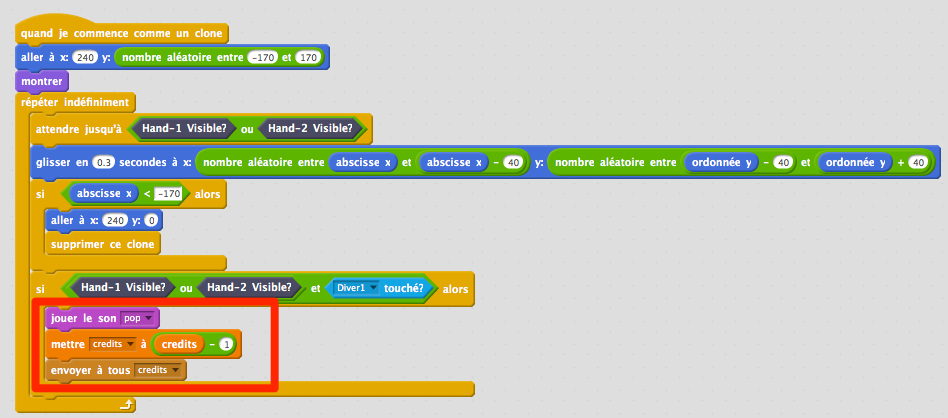 quand je commence comme un clone
aller à x: 240 y: nombre aléatoire entre -170 et 170
montrer
répéter indéfiniment
attendre jusqu'à Hand-1 Visible? ou Hand-2 Visible?
glisser en 0.3 secondes à x: nombre aléatoire entre abscisse x et abscisse x - 40 y: nombre aléatoire entre ordonnée y - 40 et ordonnée y + 40
si abscisse x < -170 alors
aller à x: 240 y: 0
supprimer ce clone
si Hand-1 Visible? ou Hand-2 Visible? et Diver1 touché? alors
jouer le son pop
mettre credits à credits - 1
envoyer à tous credits